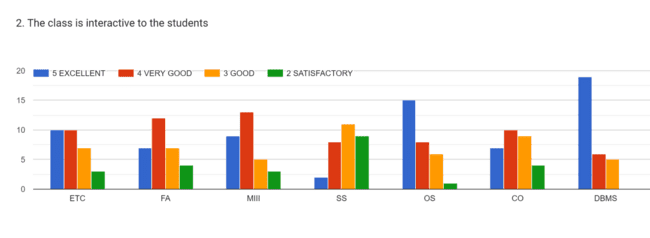 2. The class is interactive to the students
20
5 EXCELLENT 4 VERY GOOD 3 GOOD 2 SATISFACTORY
15
10
5
0
ETC FA MIII SS OS CO DBMS